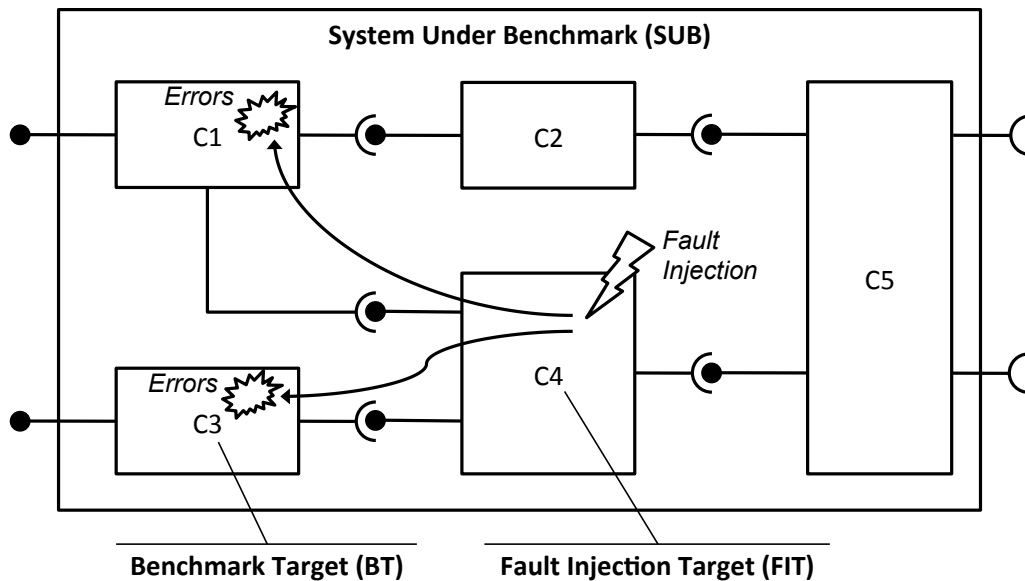 System Under Benchmark (SUB)
Errors
C1
C2
Fault
Injection
C5
Errors
C3
C4
Benchmark Target (BT)
Fault Injection Target (FIT)